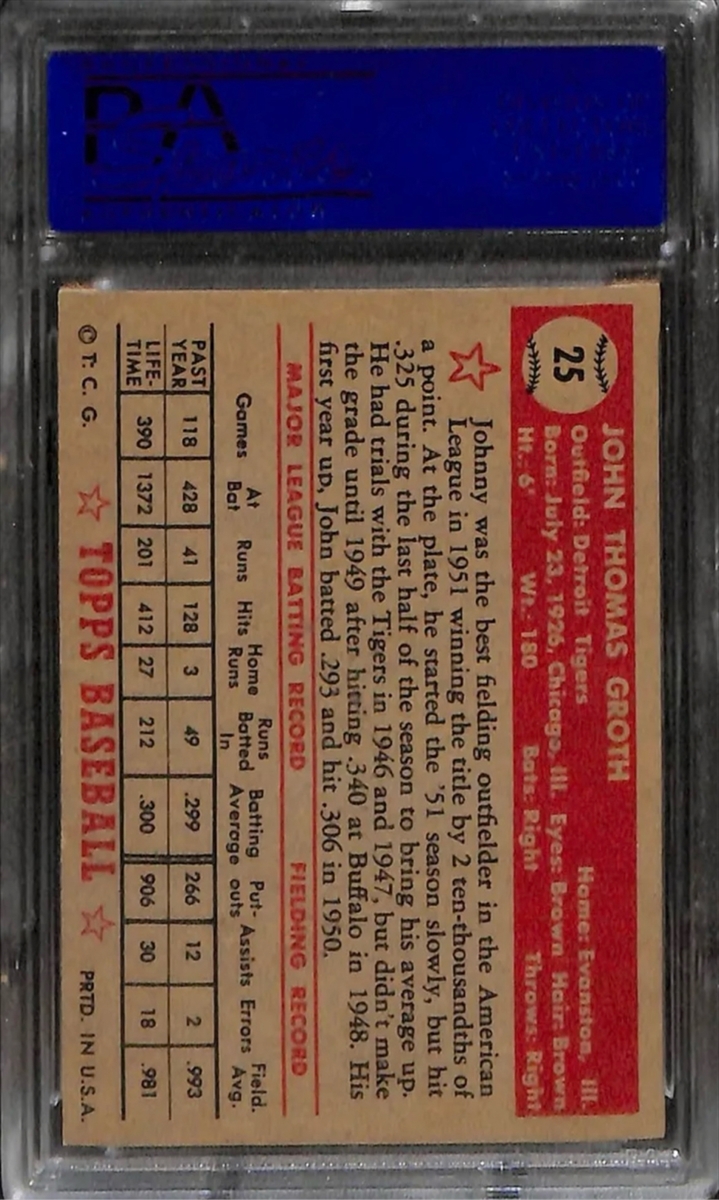 25
JOHN THOMAS GROTH
Outfield: Detroit Tigers Home: Evanston, Ill.
Born: July 23, 1926, Chicago, Ill. Eyes: Brown Hair: Brown
Ht.: 6' Wt.: 180 Bats: Right Throws: Right
Johnny was the best fielding outfielder in the American
League in 1951 winning the title by 2 ten-thousandths of
a point. At the plate, he started the '51 season slowly, but hit
.325 during the last half of the season to bring his average up.
He had trials with the Tigers in 1946 and 1947, but didn't make
the grade until 1949 after hitting .340 at Buffalo in 1948. His
first year up, John batted .293 and hit .306 in 1950.
MAJOR LEAGUE BATTING RECORD FIELDING RECORD
Games At Bat Runs Hits Home Runs Runs Batted In Batting Average Put-outs Assists Errors Field. Avg.
PAST YEAR 118 428 41 128 3 49 .299 266 12 2 .993
LIFE-TIME 390 1372 201 412 27 212 .300 906 30 18 .981
© T. C. G. TOPPS BASEBALL PRTD. IN U.S.A.